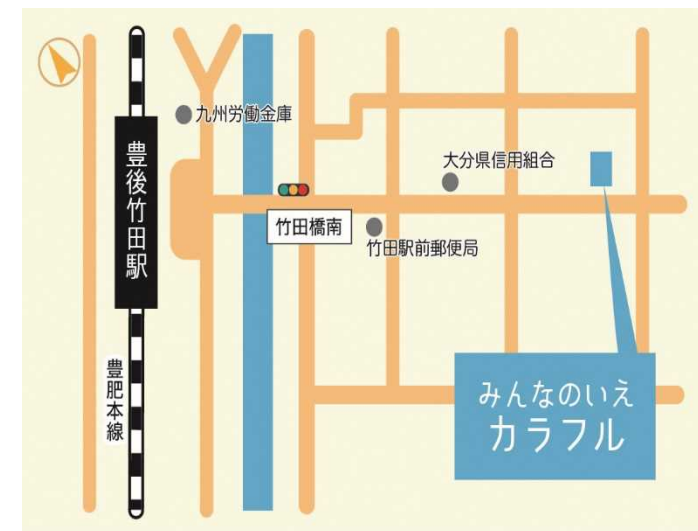 九州労働金庫
豊後竹田駅
大分県信用組合
竹田橋南
竹田駅前郵便局
豊肥本線
みんなのいえ
カラフル